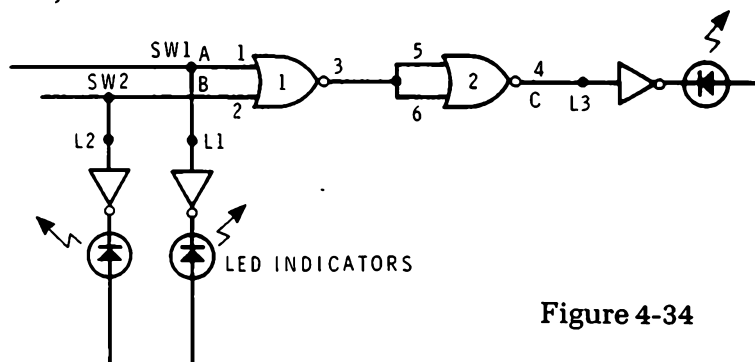 SW1 A 1
3
5
4
SW2
B
1
2
C
L3
2
6
L2
L1
LED INDICATORS
Figure 4-34